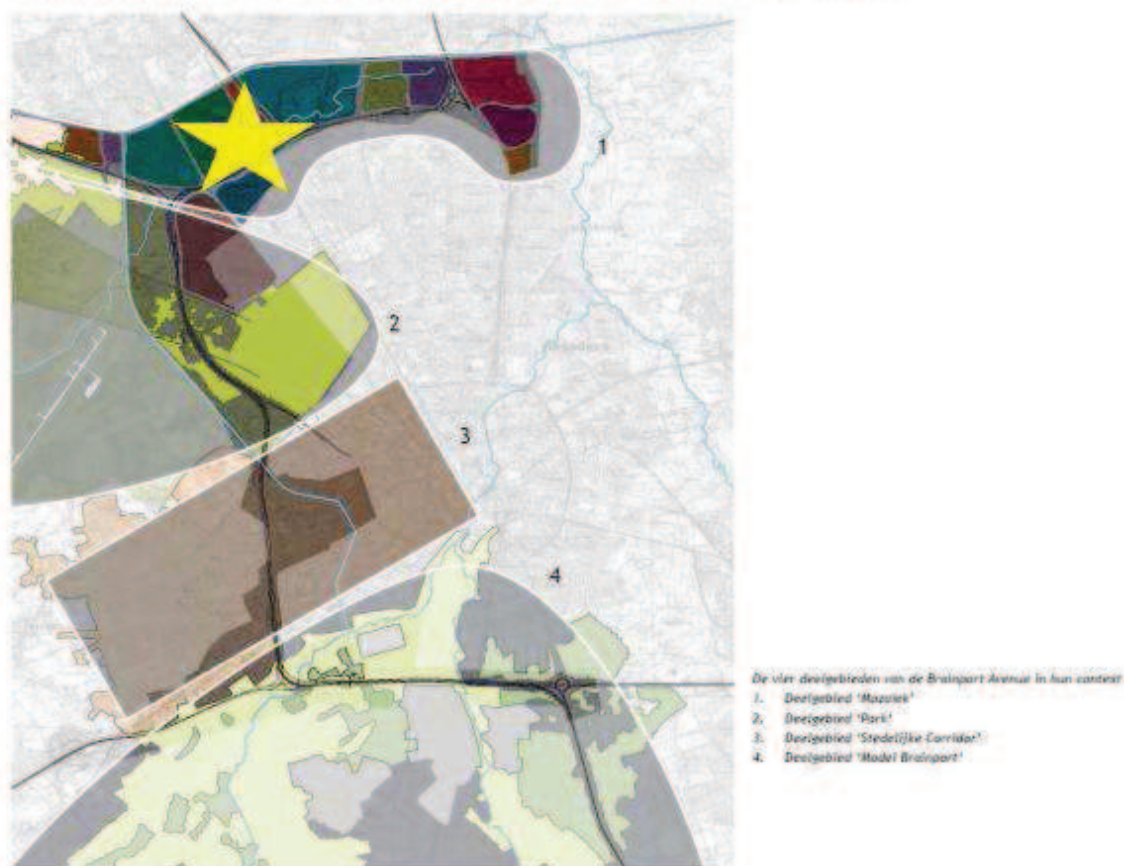 1
2
3
4
De vier deelgebieden van de Brainport Avenue in hun context
1. Deelgebied 'Mozaiek'
2. Deelgebied 'Park'
3. Deelgebied 'Stedelijke Corridor'
4. Deelgebied 'Model Brainport'